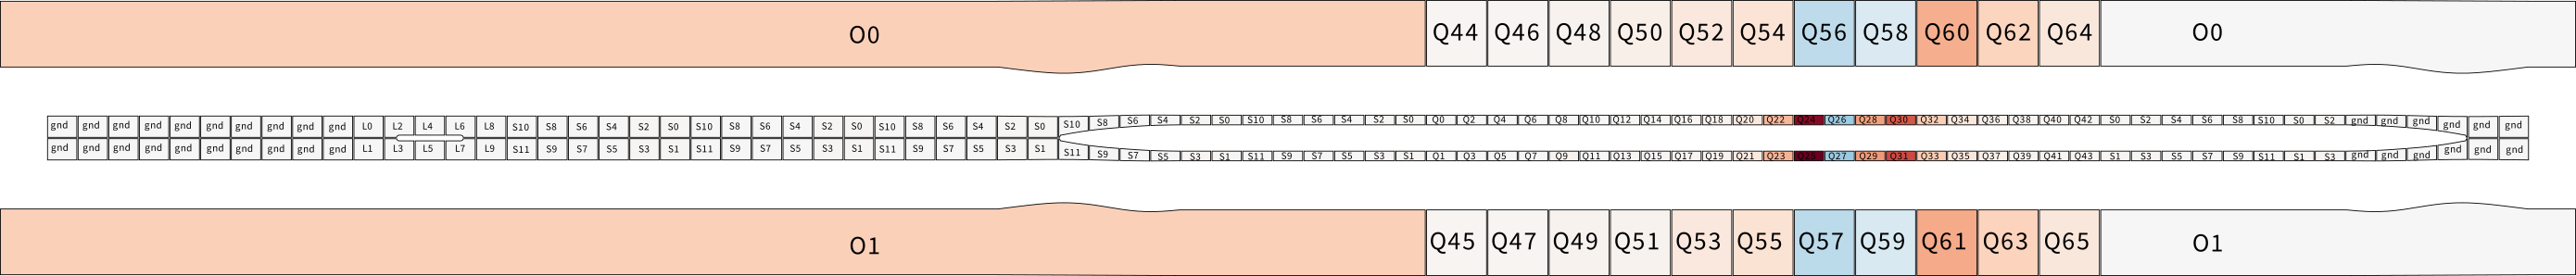 O0 Q44 Q46 Q48 Q50 Q52 Q54 Q56 Q58 Q60 Q62 Q64 O0
gnd gnd gnd gnd gnd gnd gnd gnd gnd gnd L0 L2 L4 L6 L8 S10 S8 S6 S4 S2 S0 S10 S8 S6 S4 S2 S0 S10 S8 S6 S4 S2 S0 S10 S8 S6 S4 S2 S0 S10 S8 S6 S4 S2 S0 Q0 Q2 Q4 Q6 Q8 Q10 Q12 Q14 Q16 Q18 Q20 Q22 Q24 Q26 Q28 Q30 Q32 Q34 Q36 Q38 Q40 Q42 S0 S2 S4 S6 S8 S10 S0 S2 gnd gnd gnd gnd gnd gnd
gnd gnd gnd gnd gnd gnd gnd gnd gnd gnd L1 L3 L5 L7 L9 S11 S9 S7 S5 S3 S1 S11 S9 S7 S5 S3 S1 S11 S9 S7 S5 S3 S1 S11 S9 S7 S5 S3 S1 S11 S9 S7 S5 S3 S1 Q1 Q3 Q5 Q7 Q9 Q11 Q13 Q15 Q17 Q19 Q21 Q23 Q25 Q27 Q29 Q31 Q33 Q35 Q37 Q39 Q41 Q43 S1 S3 S5 S7 S9 S11 S1 S3 gnd gnd gnd gnd gnd gnd
O1 Q45 Q47 Q49 Q51 Q53 Q55 Q57 Q59 Q61 Q63 Q65 O1